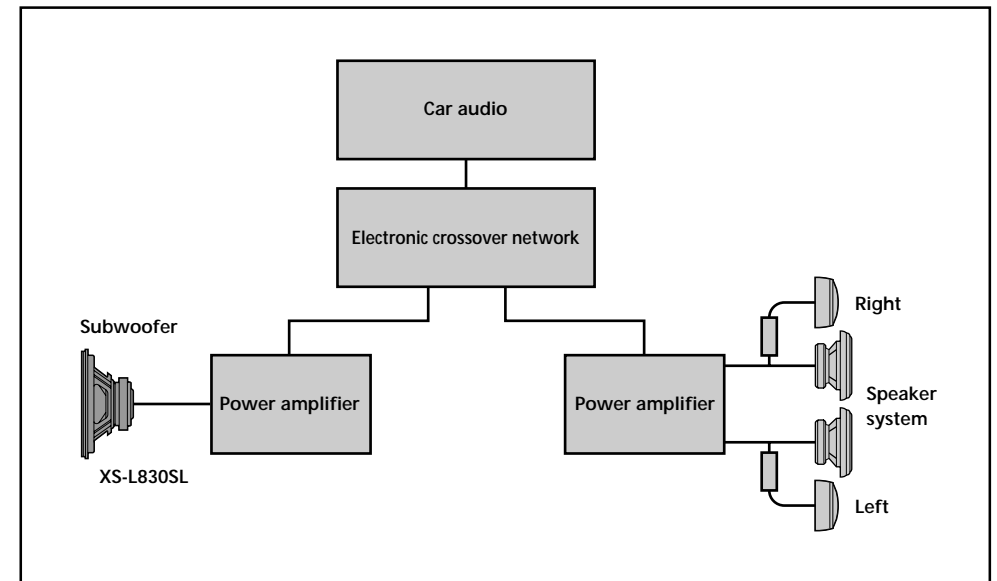 Car audio
Electronic crossover network
Right
Subwoofer
Power amplifier
Power amplifier
Speaker
system
XS-L830SL
Left